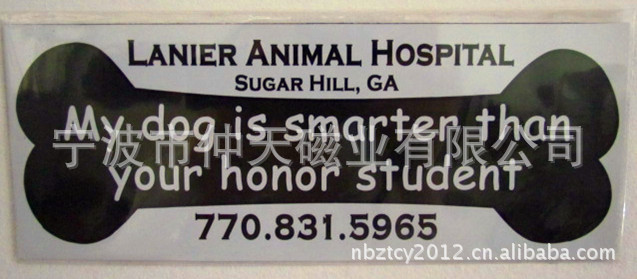 LANIER ANIMAL HOSPITAL
SUGAR HILL, GA
My dog is smarter than
宁波市仲天磁业有限公司
your honor student
770.831.5965
nbztcy2012.cn.alibaba.com